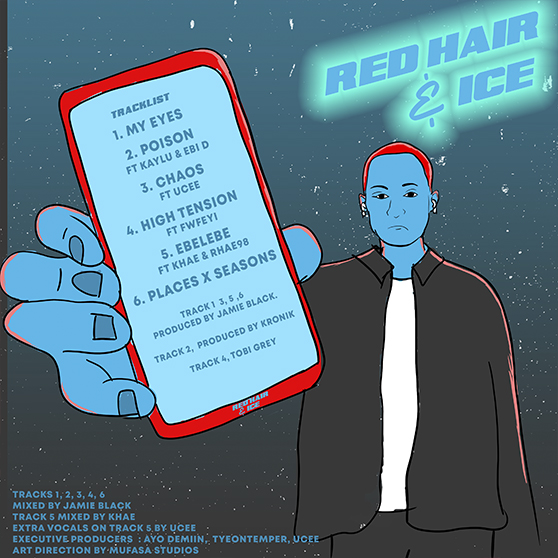 RED HAIR
& ICE
TRACKLIST
1. MY EYES
2. POISON
FT KAYLU & EBI D
3. CHAOS
FT UCEE
4. HIGH TENSION
FT FWFEYI
5. EBELEBE
FT KHAE & RHAE98
6. PLACES X SEASONS
TRACK 1 3, 5 ,6
PRODUCED BY JAMIE BLACK.
TRACK 2, PRODUCED BY KRONIK
TRACK 4, TOBI GREY
RED HAIR
& ICE
TRACKS 1, 2, 3, 4, 6
MIXED BY JAMIE BLACK
TRACK 5 MIXED BY KHAE
EXTRA VOCALS ON TRACK 5 BY UCEE
EXECUTIVE PRODUCERS : AYO DEMIIN, TYEONTEMPER, UCEE
ART DIRECTION BY MUFASA STUDIOS